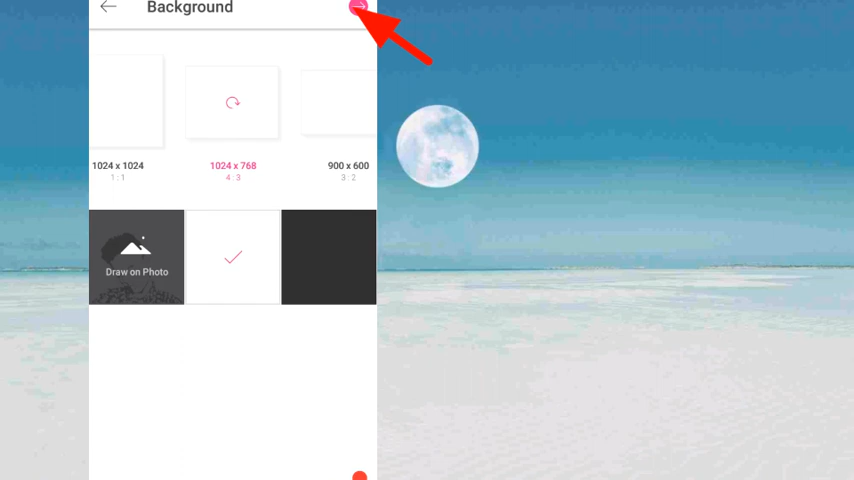 Background
1024 x 1024
1024 x 768
900 x 600
1 : 1
4 : 3
3 : 2
Draw on Photo